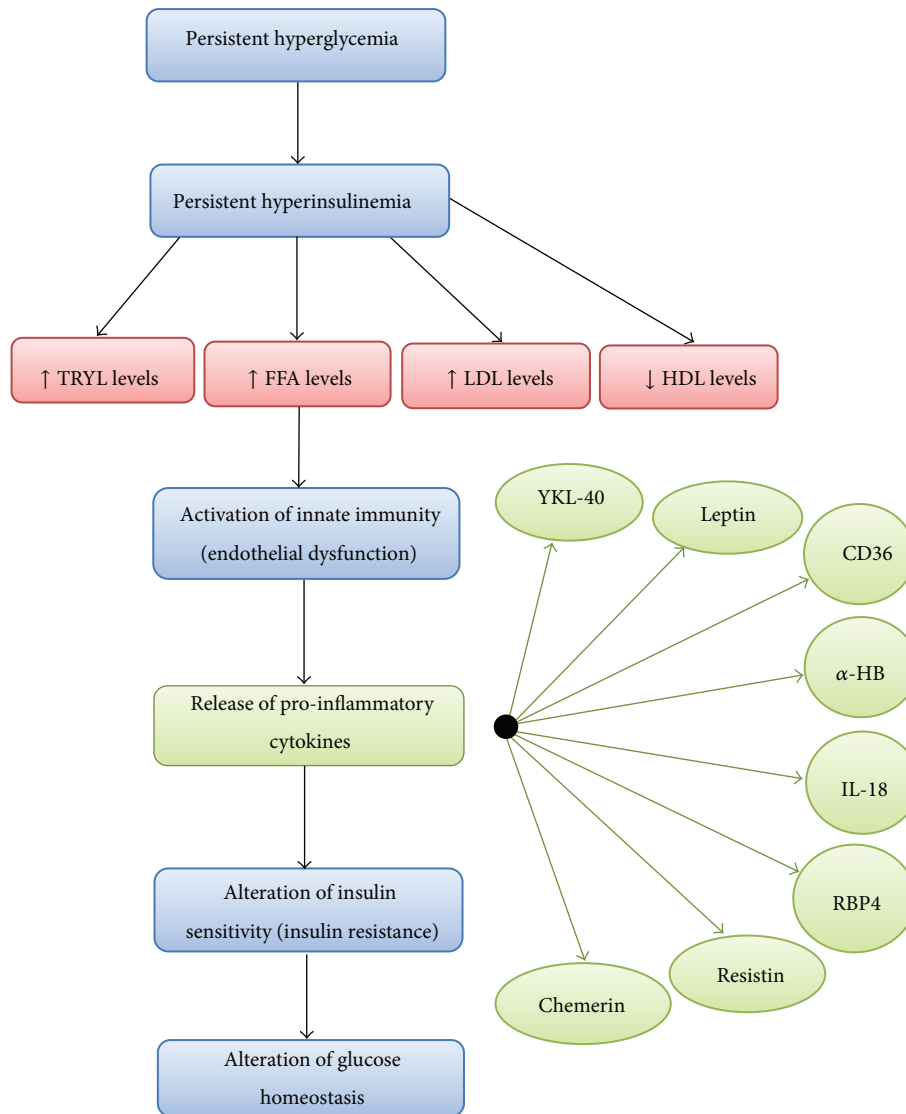 Persistent hyperglycemia
Persistent hyperinsulinemia
↑ TRYL levels
↑ FFA levels
↑ LDL levels
↓ HDL levels
Activation of innate immunity
(endothelial dysfunction)
Release of pro-inflammatory
cytokines
Alteration of insulin
sensitivity (insulin resistance)
Alteration of glucose
homeostasis
YKL-40
Leptin
CD36
α-HB
IL-18
RBP4
Resistin
Chemerin